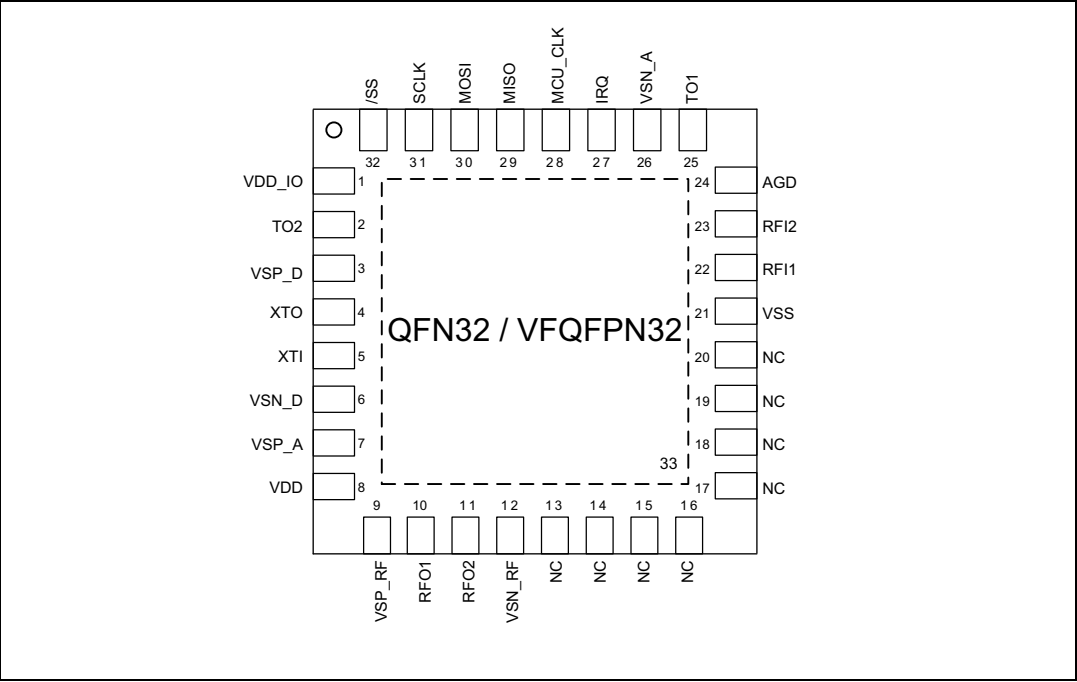 /SS
SCLK
MOSI
MISO
MCU_CLK
IRQ
VSN_A
TO1
32 31 30 29 28 27 26 25
VDD_IO 1
TO2 2
VSP_D 3
XTO 4
XTI 5
VSN_D 6
VSP_A 7
VDD 8
QFN32 / VFQFPN32
24 AGD
23 RFI2
22 RFI1
21 VSS
20 NC
19 NC
18 NC
17 NC
33
9 10 11 12 13 14 15 16
VSP_RF
RFO1
RFO2
VSN_RF
NC
NC
NC
NC